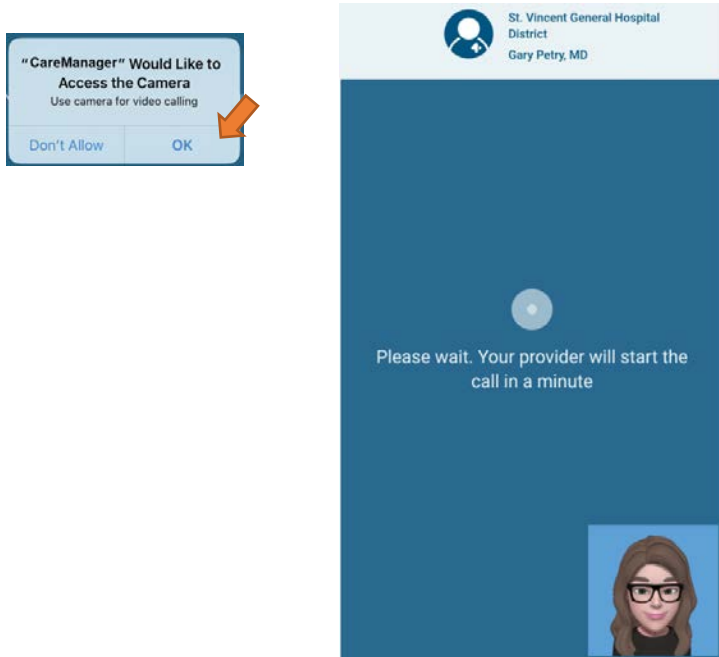 "CareManager" Would Like to
Access the Camera
Use camera for video calling
Don't Allow OK
St. Vincent General Hospital
District
Gary Petry, MD
Please wait. Your provider will start the
call in a minute